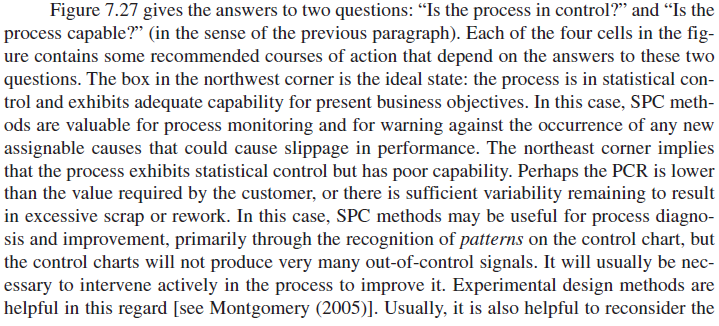 Figure 7.27 gives the answers to two questions: “Is the process in control?” and “Is the
process capable?” (in the sense of the previous paragraph). Each of the four cells in the fig-
ure contains some recommended courses of action that depend on the answers to these two
questions. The box in the northwest corner is the ideal state: the process is in statistical con-
trol and exhibits adequate capability for present business objectives. In this case, SPC meth-
ods are valuable for process monitoring and for warning against the occurrence of any new
assignable causes that could cause slippage in performance. The northeast corner implies
that the process exhibits statistical control but has poor capability. Perhaps the PCR is lower
than the value required by the customer, or there is sufficient variability remaining to result
in excessive scrap or rework. In this case, SPC methods may be useful for process diagno-
sis and improvement, primarily through the recognition of patterns on the control chart, but
the control charts will not produce very many out-of-control signals. It will usually be nec-
essary to intervene actively in the process to improve it. Experimental design methods are
helpful in this regard [see Montgomery (2005)]. Usually, it is also helpful to reconsider the